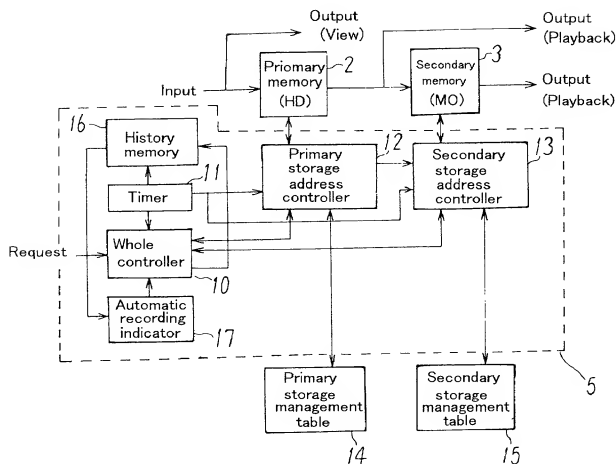 Output
(View)
Output
(Playback)
2
3
Priomary
memory
(HD)
Secondary
memory
(MO)
Input
Output
(Playback)
16
History
memory
12
13
11
Primary
storage
address
controller
Secondary
storage
address
controller
Timer
Request
Whole
controller
10
Automatic
recording
indicator
17
5
Primary
storage
management
table
Secondary
storage
management
table
14
15